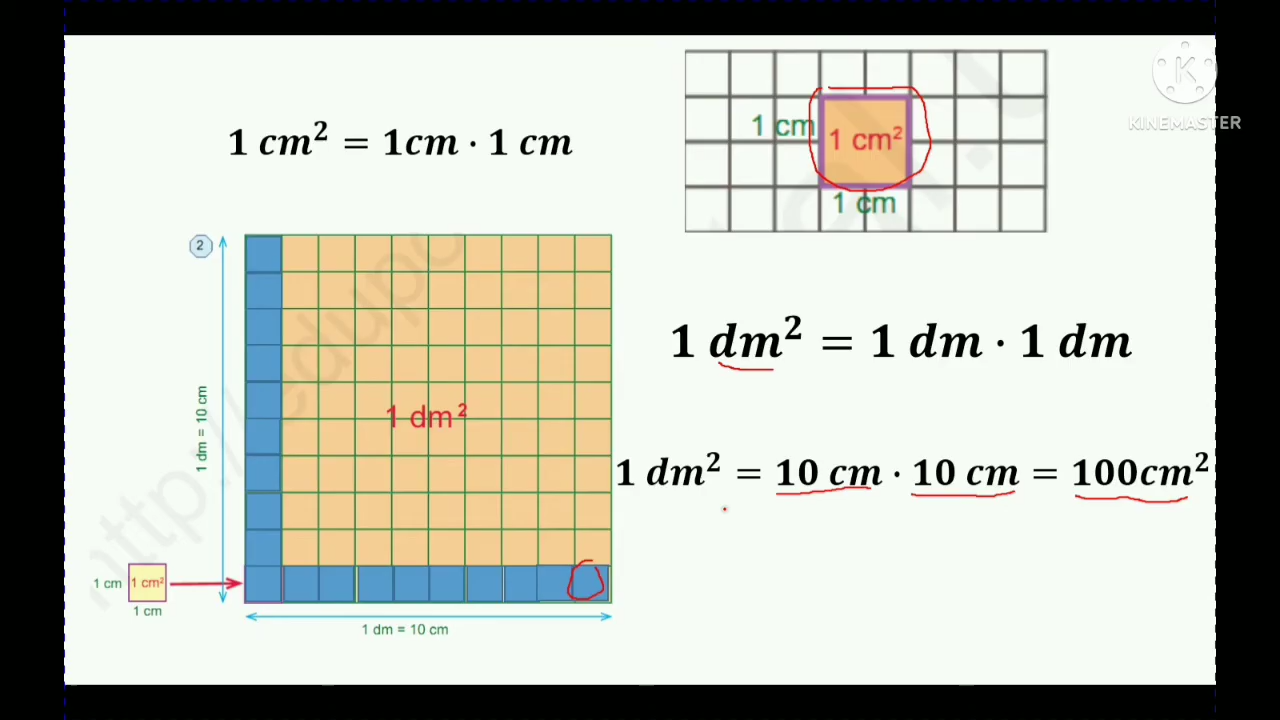 1 cm² = 1cm · 1 cm
1 cm
1 cm²
1 cm
K
KINEMASTER
2
1 dm = 10 cm
1 dm²
1 cm
1 cm²
1 cm
1 dm = 10 cm
1 dm² = 1 dm · 1 dm
1 dm² = 10 cm · 10 cm = 100cm²